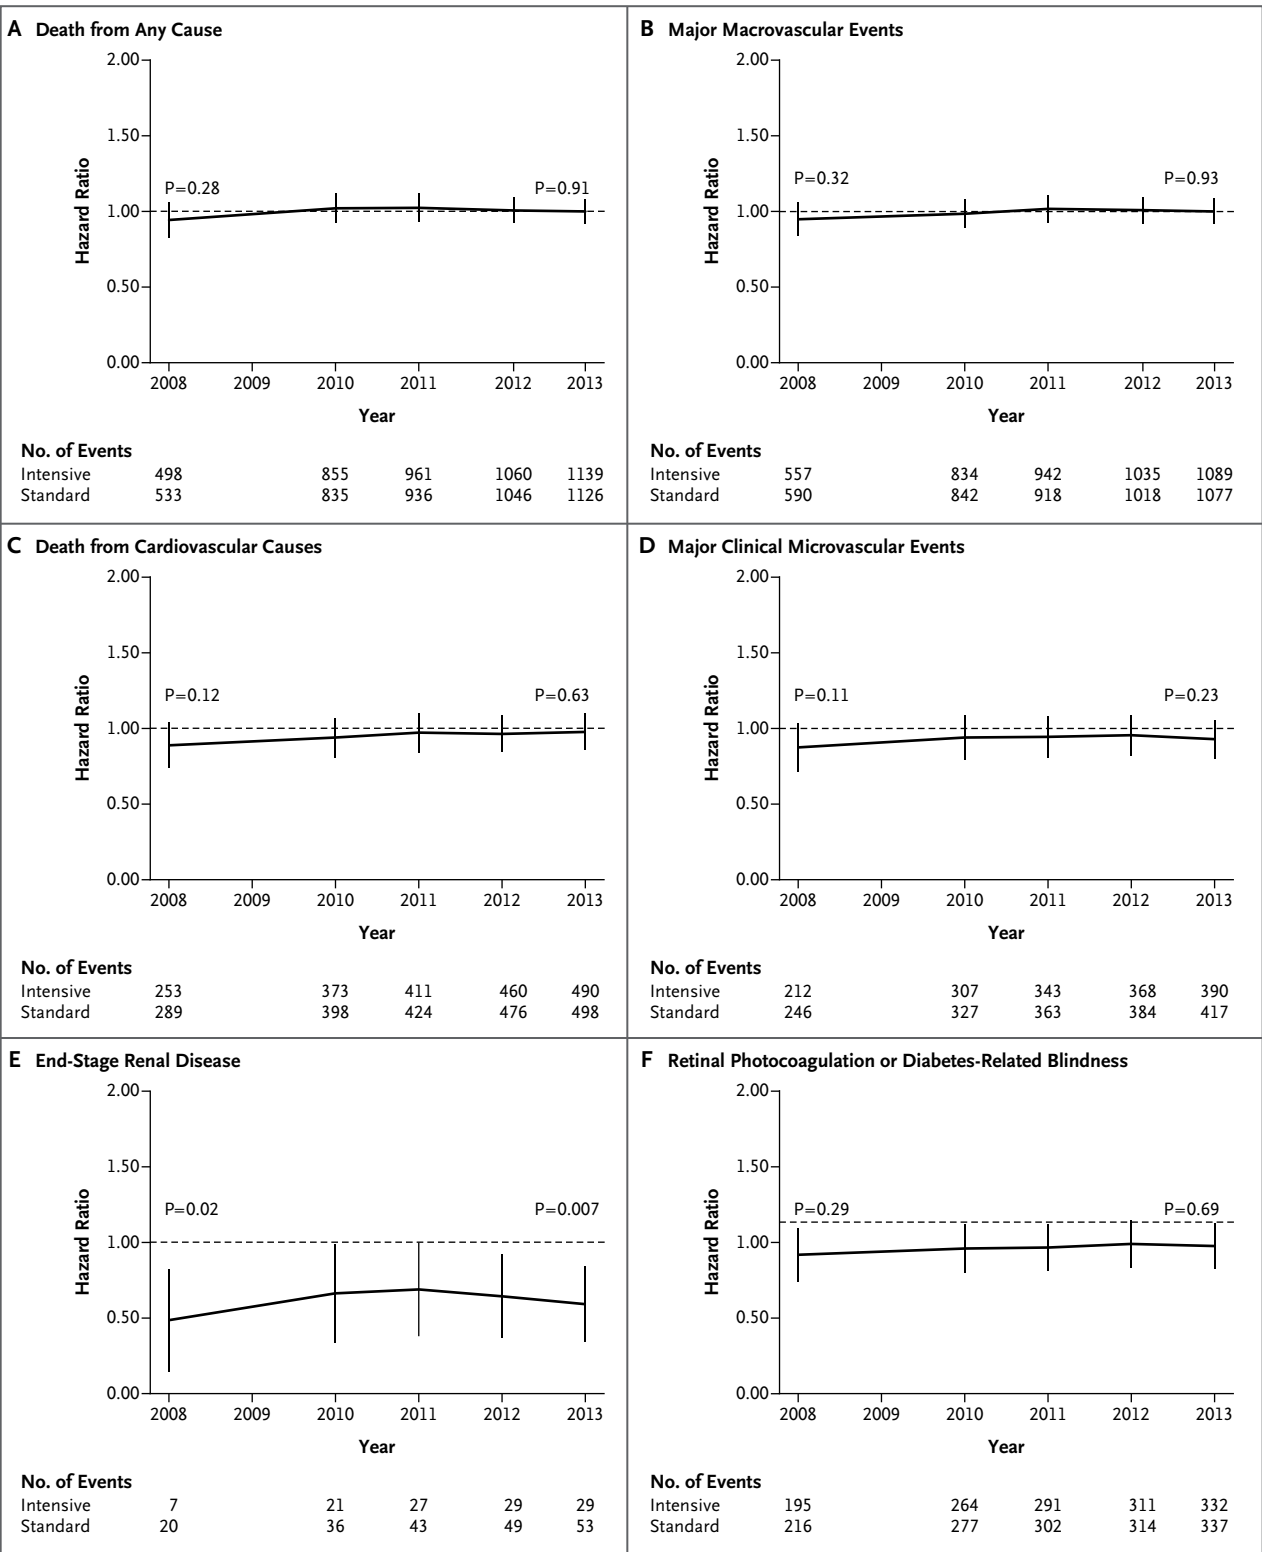 A Death from Any Cause
2.00
1.50
1.00
0.50
0.00
Hazard Ratio
P=0.28
P=0.91
2008 2009 2010 2011 2012 2013
Year
No. of Events
Intensive 498 855 961 1060 1139
Standard 533 835 936 1046 1126
B Major Macrovascular Events
2.00
1.50
1.00
0.50
0.00
Hazard Ratio
P=0.32
P=0.93
2008 2009 2010 2011 2012 2013
Year
No. of Events
Intensive 557 834 942 1035 1089
Standard 590 842 918 1018 1077
C Death from Cardiovascular Causes
2.00
1.50
1.00
0.50
0.00
Hazard Ratio
P=0.12
P=0.63
2008 2009 2010 2011 2012 2013
Year
No. of Events
Intensive 253 373 411 460 490
Standard 289 398 424 476 498
D Major Clinical Microvascular Events
2.00
1.50
1.00
0.50
0.00
Hazard Ratio
P=0.11
P=0.23
2008 2009 2010 2011 2012 2013
Year
No. of Events
Intensive 212 307 343 368 390
Standard 246 327 363 384 417
E End-Stage Renal Disease
2.00
1.50
1.00
0.50
0.00
Hazard Ratio
P=0.02
P=0.007
2008 2009 2010 2011 2012 2013
Year
No. of Events
Intensive 7 21 27 29 29
Standard 20 36 43 49 53
F Retinal Photocoagulation or Diabetes-Related Blindness
2.00
1.50
1.00
0.50
0.00
Hazard Ratio
P=0.29
P=0.69
2008 2009 2010 2011 2012 2013
Year
No. of Events
Intensive 195 264 291 311 332
Standard 216 277 302 314 337